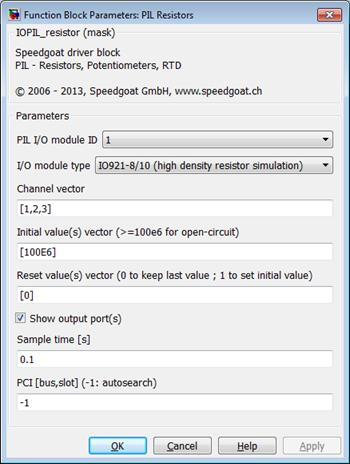 Function Block Parameters: PIL Resistors
IOPIL_resistor (mask)
Speedgoat driver block
PIL - Resistors, Potentiometers, RTD
© 2006 - 2013, Speedgoat GmbH, www.speedgoat.ch
Parameters
PIL I/O module ID 1
I/O module type IO921-8/10 (high density resistor simulation)
Channel vector
[1,2,3]
Initial value(s) vector (>=100e6 for open-circuit)
[100E6]
Reset value(s) vector (0 to keep last value ; 1 to set initial value)
[0]
Show output port(s)
Sample time [s]
0.1
PCI [bus,slot] (-1: autosearch)
-1
OK Cancel Help Apply